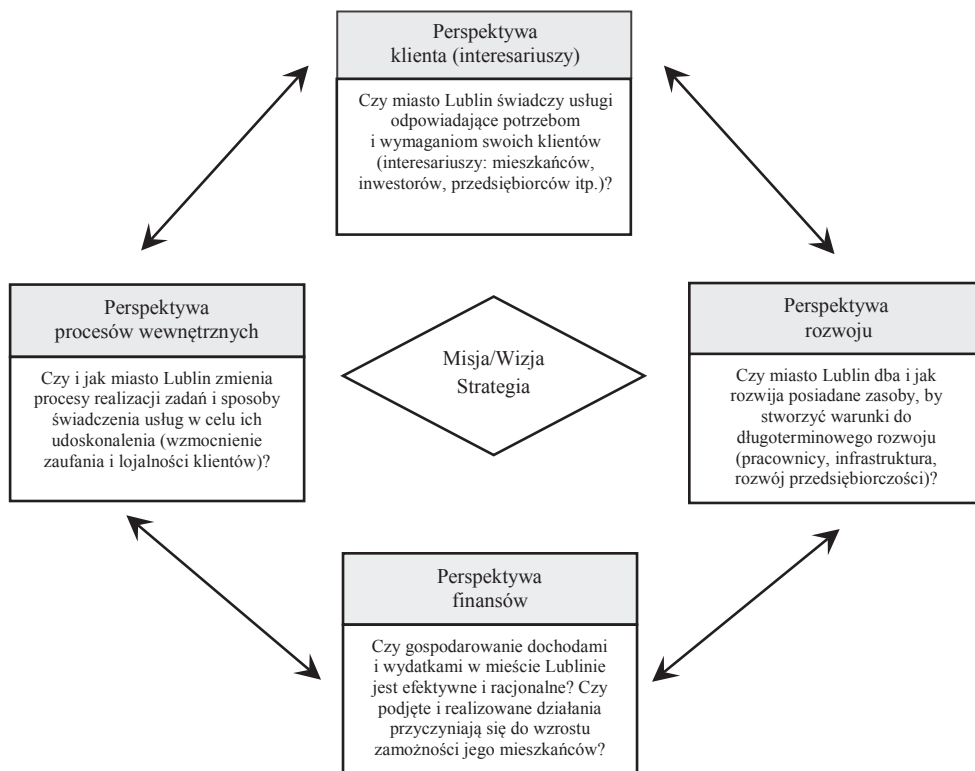 Perspektywa
klienta (interesariuszy)
Czy miasto Lublin świadczy usługi
odpowiadające potrzebom
i wymaganiom swoich klientów
(interesariuszy: mieszkańców,
inwestorów, przedsiębiorców itp.)?
Perspektywa
procesów wewnętrznych
Czy i jak miasto Lublin zmienia
procesy realizacji zadań i sposoby
świadczenia usług w celu ich
udoskonalenia (wzmocnienie
zaufania i lojalności klientów)?
Misja/Wizja
Strategia
Perspektywa
rozwoju
Czy miasto Lublin dba i jak
rozwija posiadane zasoby, by
stworzyć warunki do
długoterminowego rozwoju
(pracownicy, infrastruktura,
rozwój przedsiębiorczości)?
Perspektywa
finansów
Czy gospodarowanie dochodami
i wydatkami w mieście Lublinie
jest efektywne i racjonalne? Czy
podjęte i realizowane działania
przyczyniają się do wzrostu
zamożności jego mieszkańców?